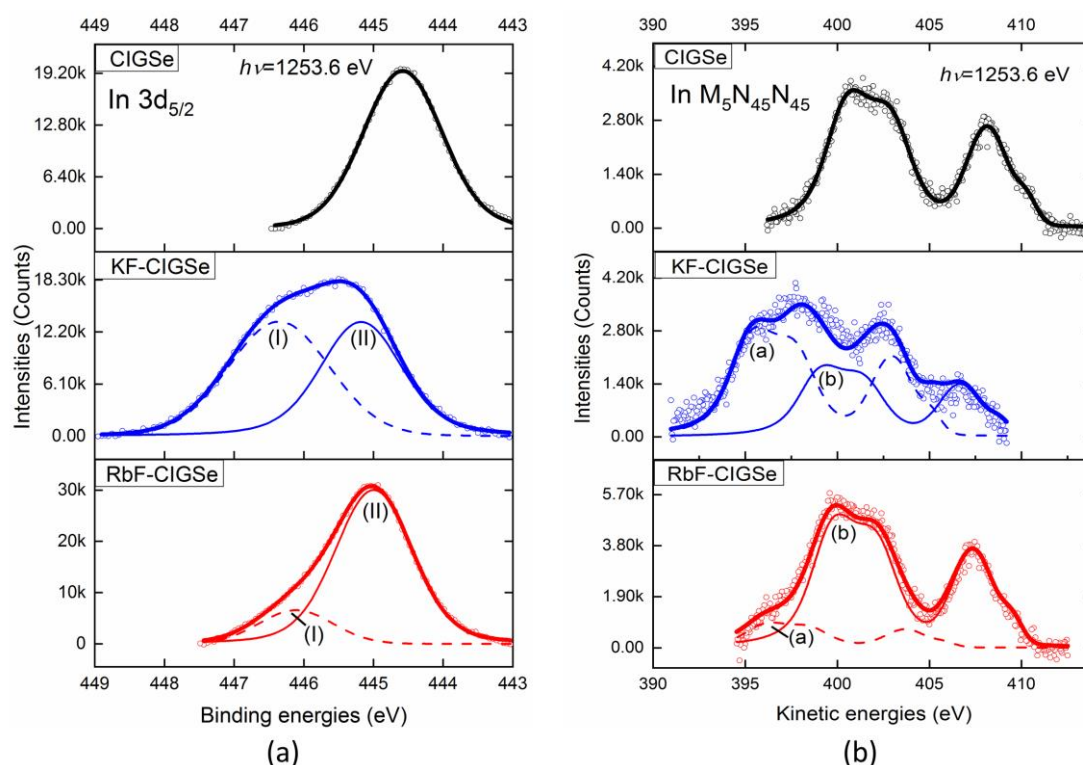 449 448 447 446 445 444 443
CIGSe
hν=1253.6 eV
In 3d5/2
19.20k
12.80k
6.40k
0.00
KF-CIGSe
18.30k
12.20k
6.10k
0.00
(I)
(II)
RbF-CIGSe
30k
20k
10k
0
(II)
(I)
Intensities (Counts)
449 448 447 446 445 444 443
Binding energies (eV)
(a)
390 395 400 405 410
CIGSe
hν=1253.6 eV
In M5N45N45
4.20k
2.80k
1.40k
0.00
KF-CIGSe
4.20k
2.80k
1.40k
0.00
(a)
(b)
RbF-CIGSe
5.70k
3.80k
1.90k
0.00
(b)
(a)
Intensities (Counts)
390 395 400 405 410
Kinetic energies (eV)
(b)